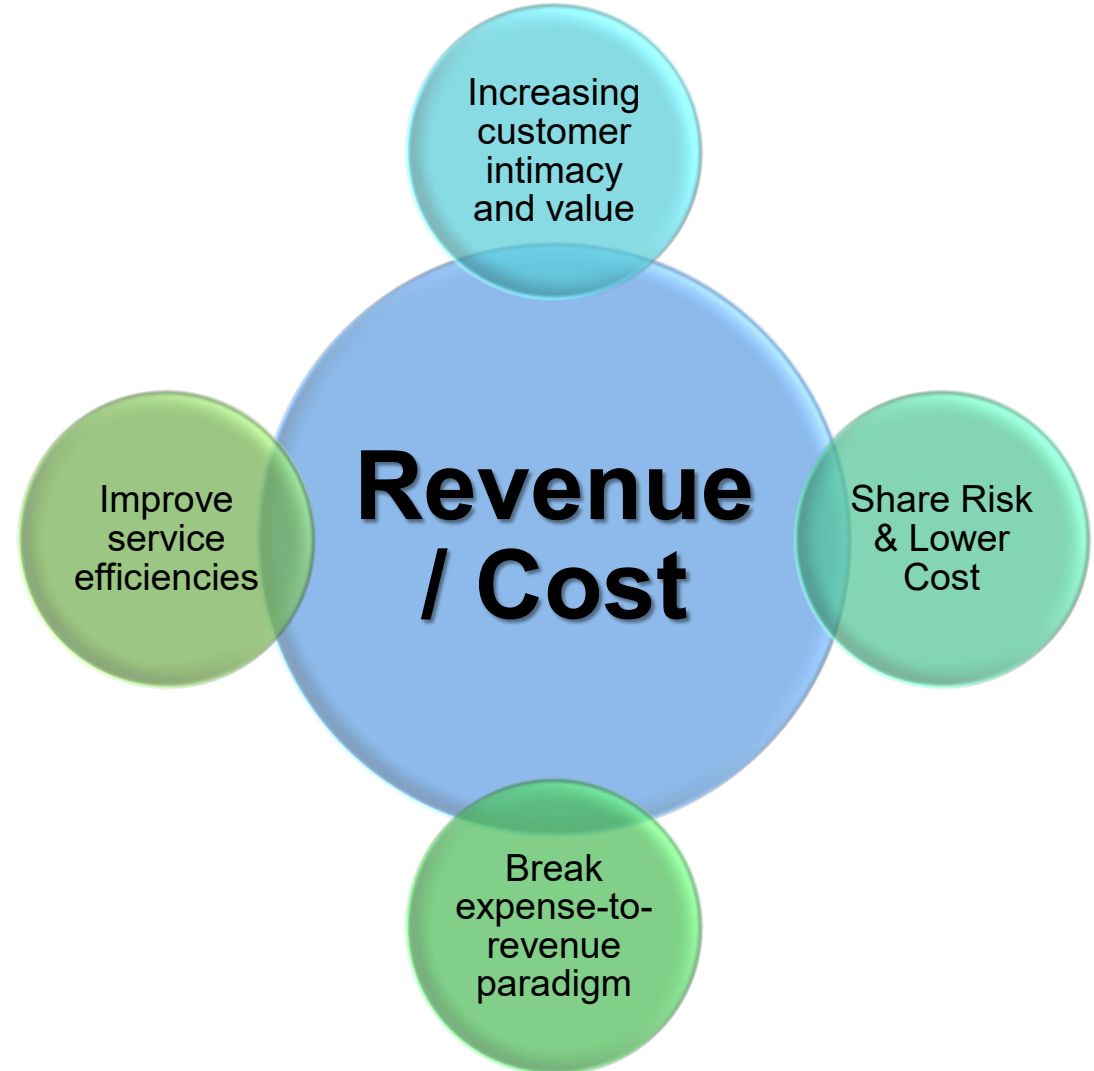 Increasing
customer
intimacy
and value
Improve
service
efficiencies
Revenue
/ Cost
Share Risk
& Lower
Cost
Break
expense-to-
revenue
paradigm